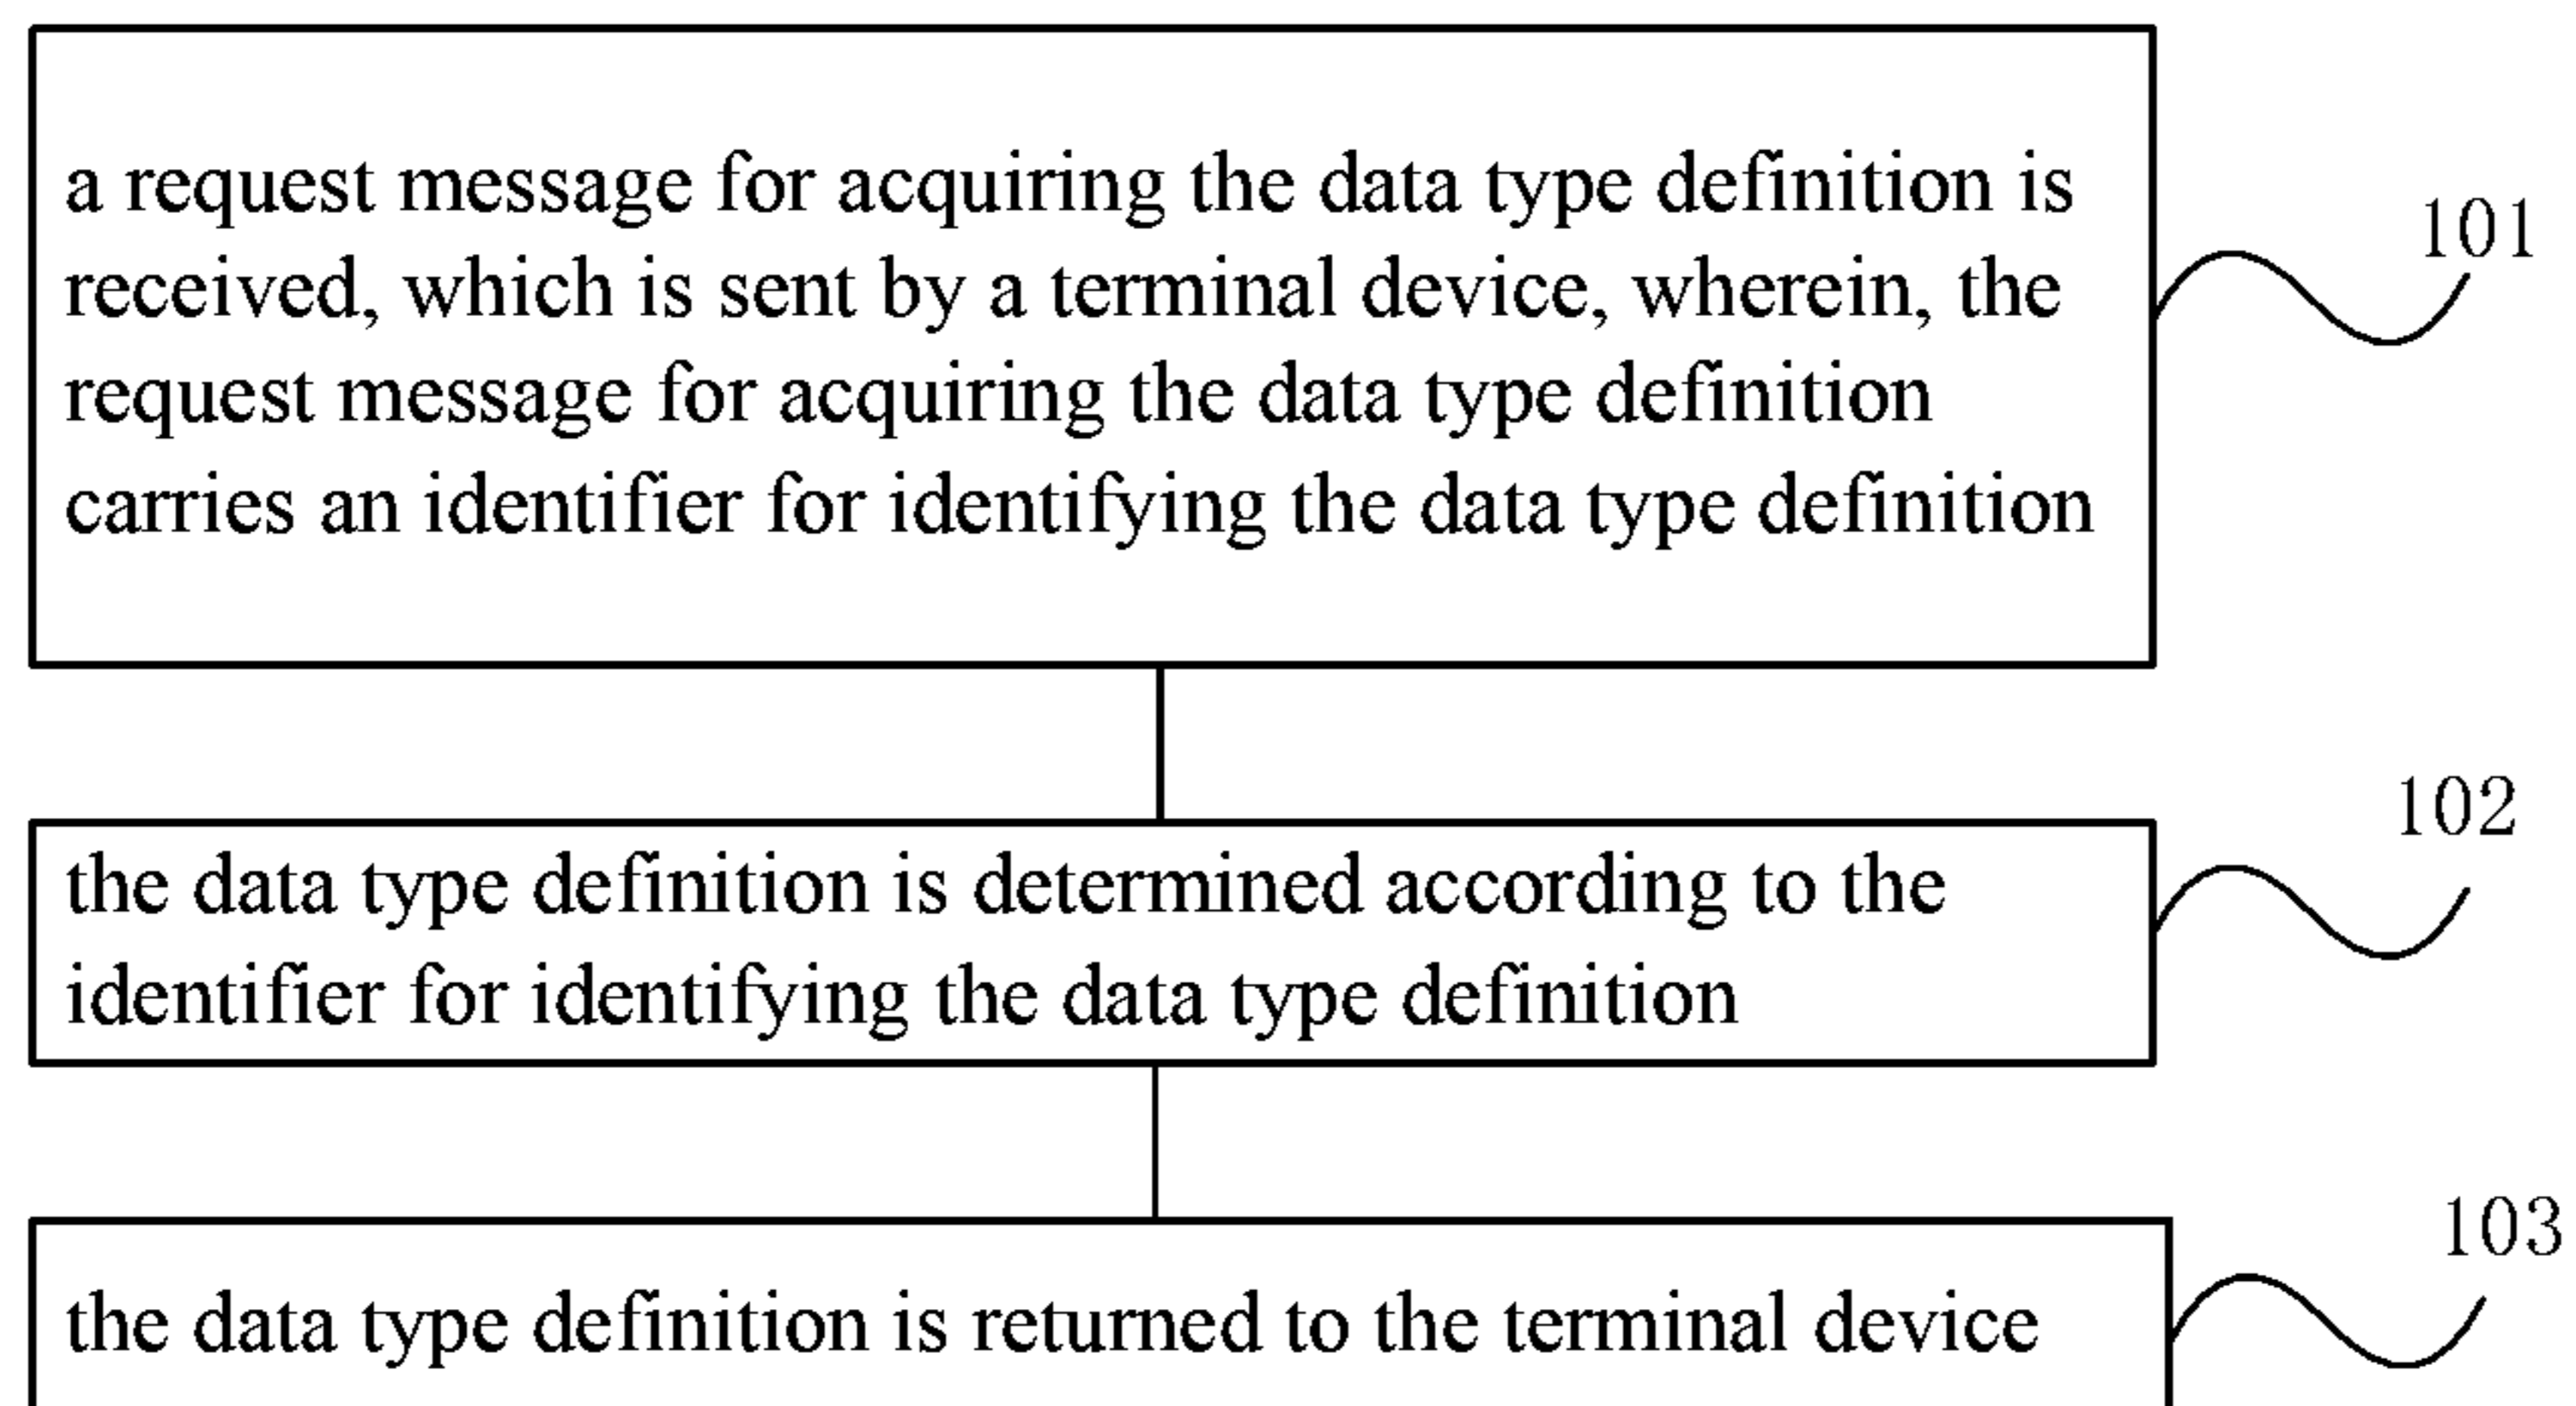 a request message for acquiring the data type definition is
received, which is sent by a terminal device, wherein, the
request message for acquiring the data type definition
carries an identifier for identifying the data type definition
101
the data type definition is determined according to the
identifier for identifying the data type definition
102
the data type definition is returned to the terminal device
103